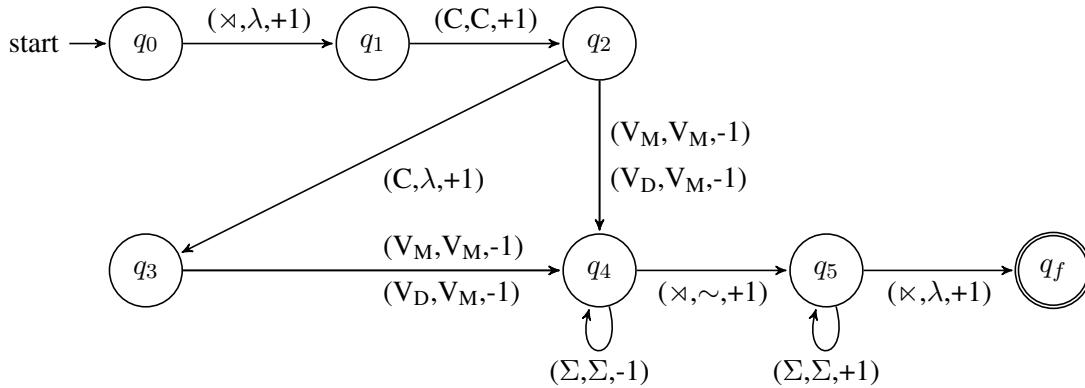 start
q0
(⋊,λ,+1)
q1
(C,C,+1)
q2
(V_M,V_M,-1)
(V_D,V_M,-1)
(C,λ,+1)
q3
(V_M,V_M,-1)
(V_D,V_M,-1)
q4
(⋊,∼,+1)
q5
(⋉,λ,+1)
qf
(Σ,Σ,-1)
(Σ,Σ,+1)